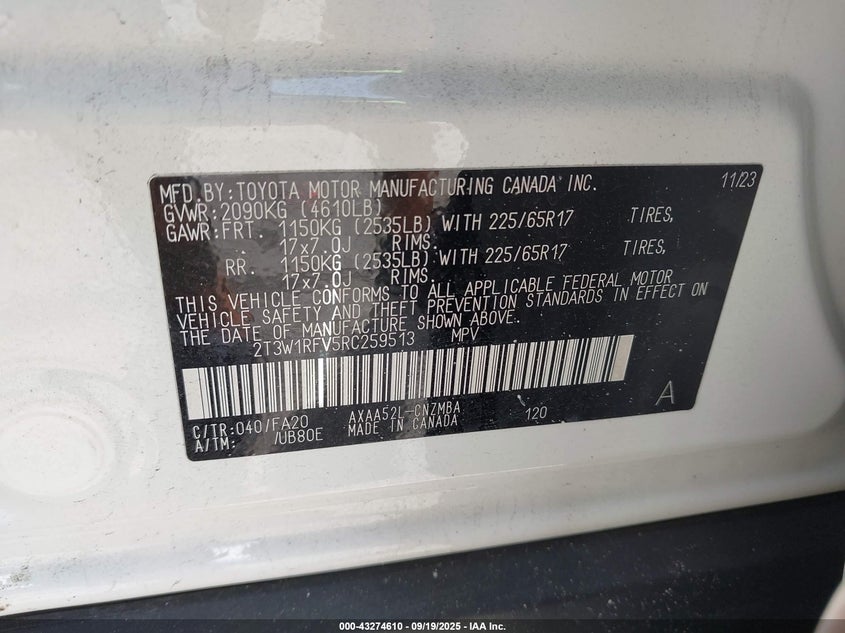 MFD.BY:TOYOTA MOTOR MANUFACTURING CANADA INC. 11/23
GVWR:2090KG (4610LB)
GAWR:FRT. 1150KG (2535LB) WITH 225/65R17 TIRES,
17x7.0J RIMS.
RR. 1150KG (2535LB) WITH 225/65R17 TIRES,
17x7.0J RIMS.
THIS VEHICLE CONFORMS TO ALL APPLICABLE FEDERAL MOTOR
VEHICLE SAFETY AND THEFT PREVENTION STANDARDS IN EFFECT ON
THE DATE OF MANUFACTURE SHOWN ABOVE.
2T3W1RFV5RC259513 MPV
A
C/TR:040/FA20 AXAA52L-CNZMBA 120
A/TM: /UB80E MADE IN CANADA
000-43274610 - 09/19/2025 - IAA Inc.